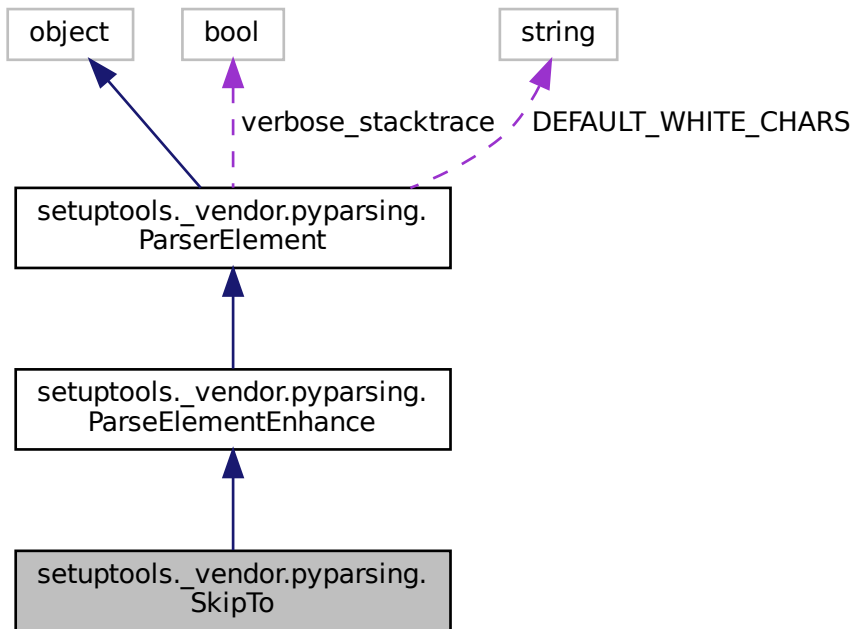 object
bool
string
verbose_stacktrace
DEFAULT_WHITE_CHARS
setuptools._vendor.pyparsing.
ParserElement
setuptools._vendor.pyparsing.
ParseElementEnhance
setuptools._vendor.pyparsing.
SkipTo